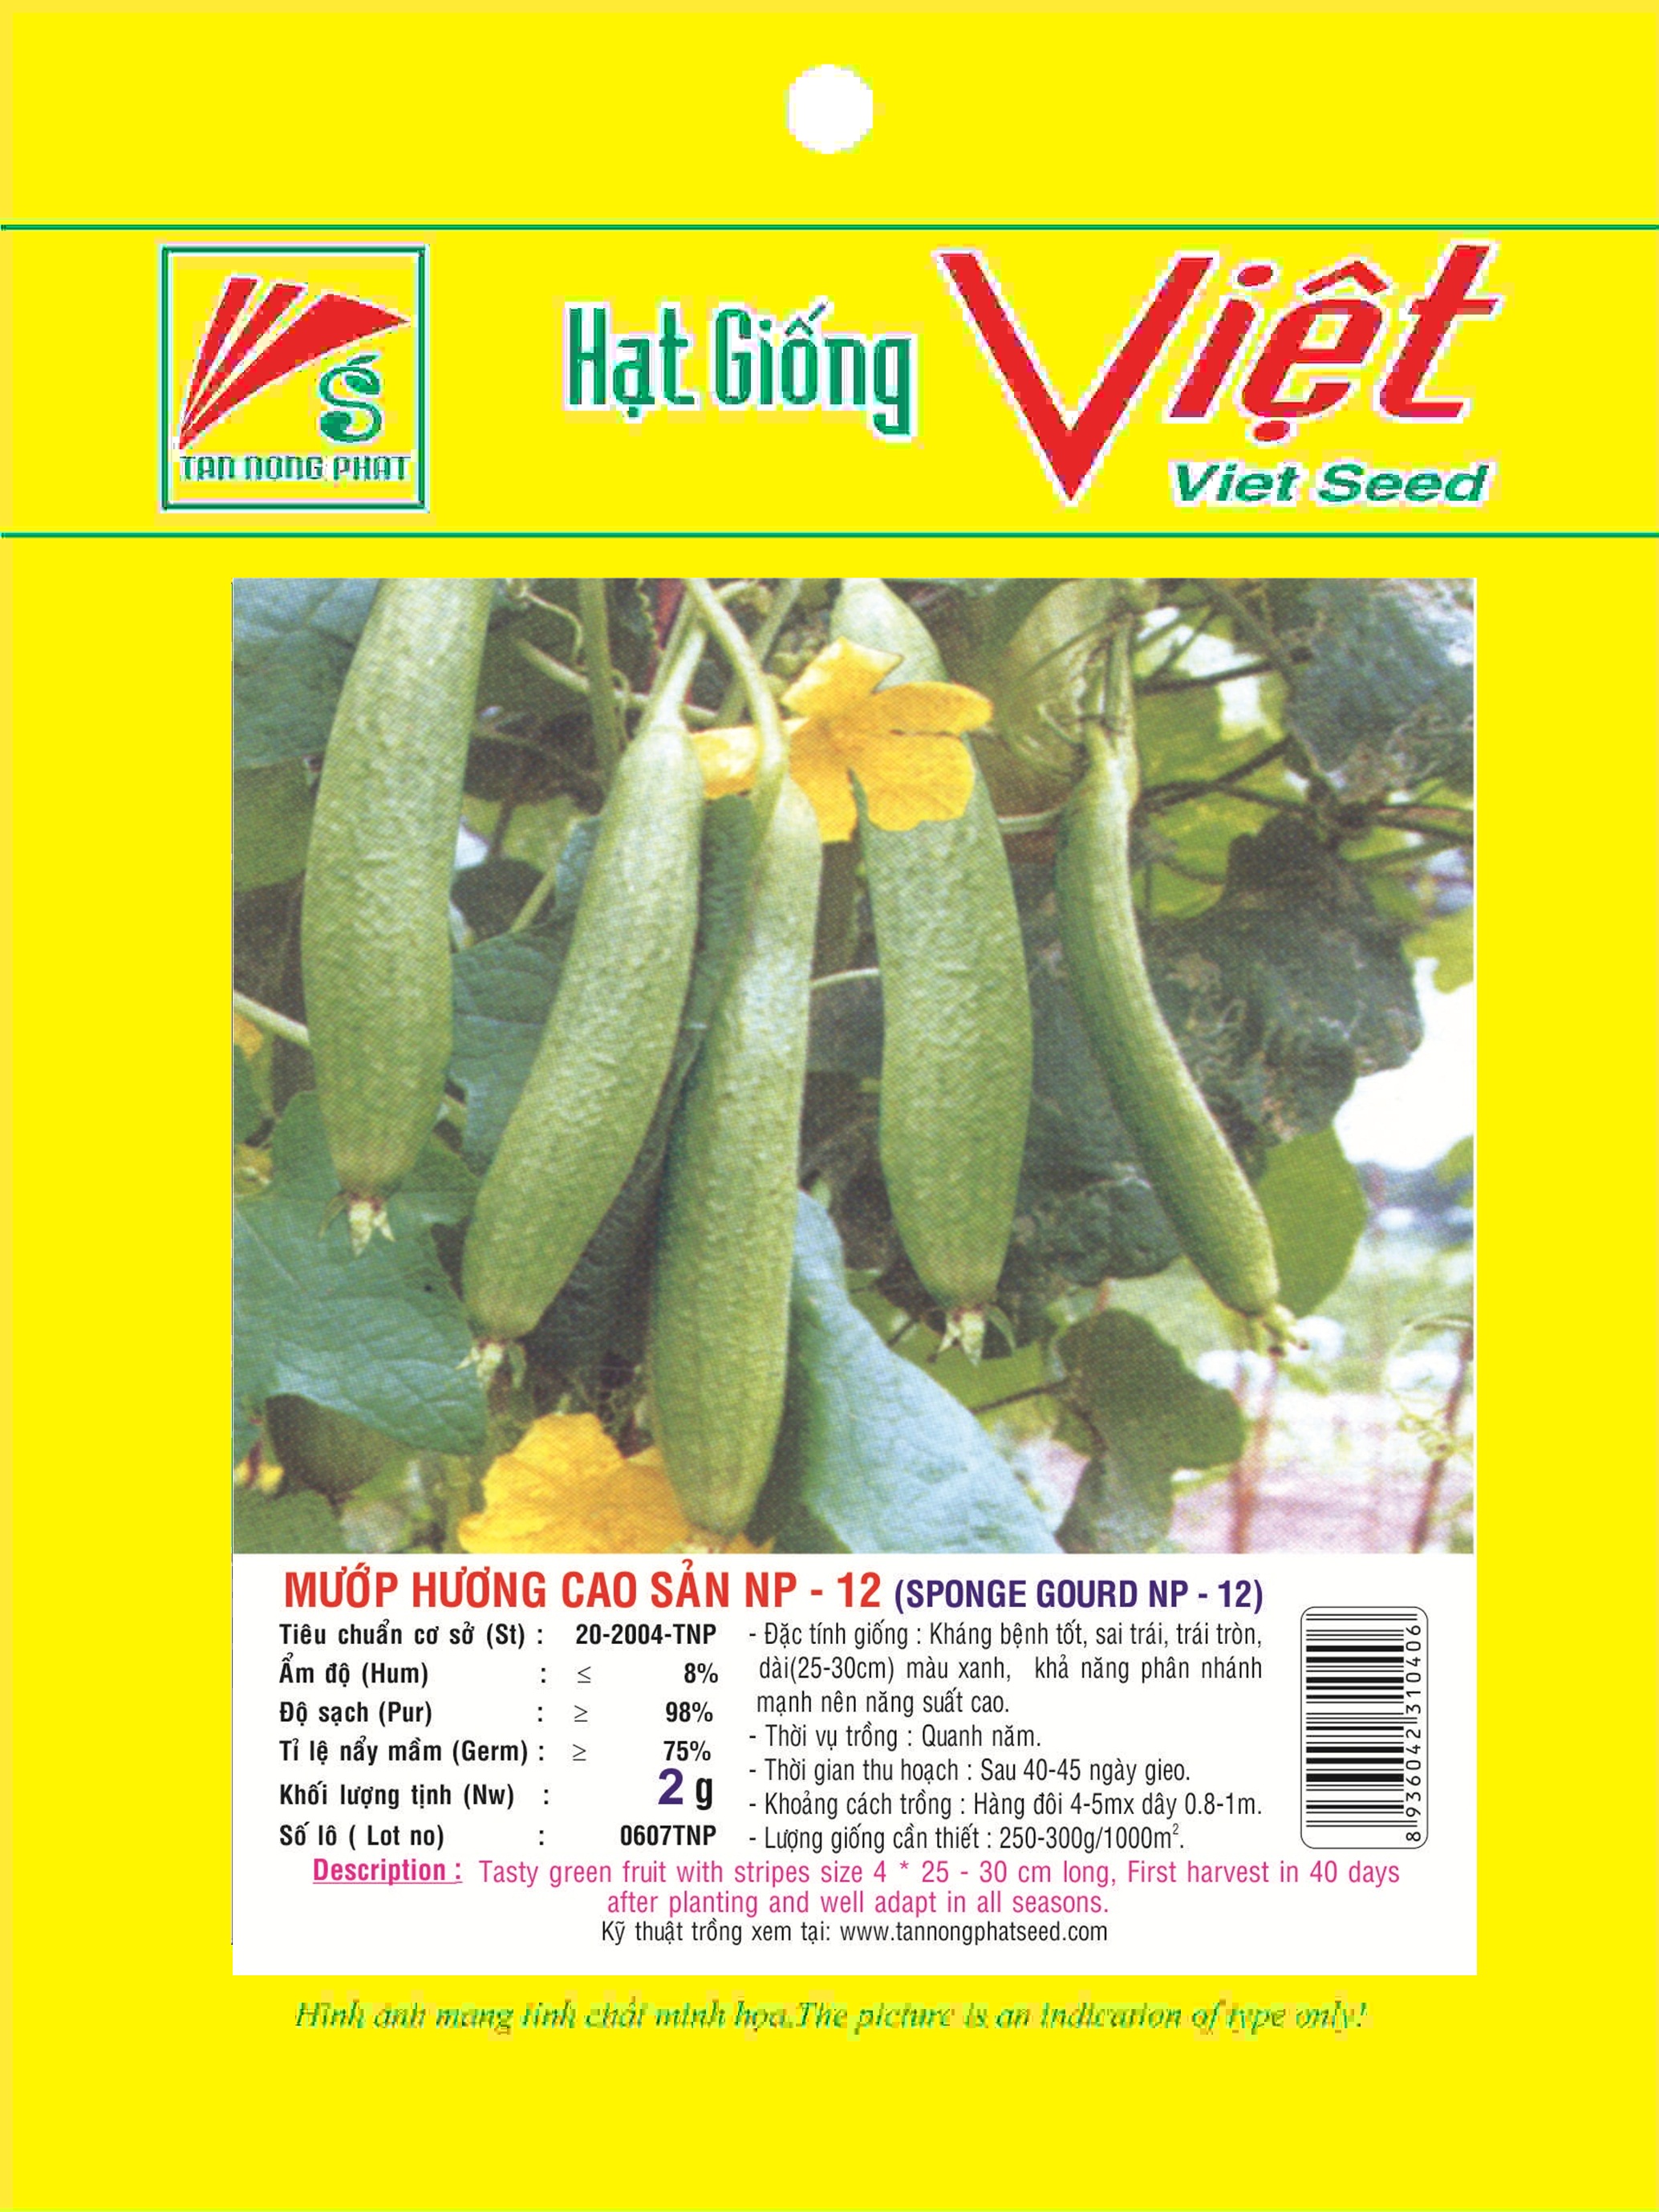 TAN NONG PHAT
Hạt Giống Việt
Viet Seed
MƯỚP HƯƠNG CAO SẢN NP - 12 (SPONGE GOURD NP - 12)
Tiêu chuẩn cơ sở (St) : 20-2004-TNP
Ẩm độ (Hum) : ≤ 8%
Độ sạch (Pur) : ≥ 98%
Tỉ lệ nẩy mầm (Germ) : ≥ 75%
Khối lượng tịnh (Nw) : 2 g
Số lô ( Lot no) : 0607TNP
- Đặc tính giống : Kháng bệnh tốt, sai trái, trái tròn,
dài(25-30cm) màu xanh, khả năng phân nhánh
mạnh nên năng suất cao.
- Thời vụ trồng : Quanh năm.
- Thời gian thu hoạch : Sau 40-45 ngày gieo.
- Khoảng cách trồng : Hàng đôi 4-5mx dây 0.8-1m.
- Lượng giống cần thiết : 250-300g/1000m².
8 936042 310406
Description : Tasty green fruit with stripes size 4 * 25 - 30 cm long, First harvest in 40 days
after planting and well adapt in all seasons.
Kỹ thuật trồng xem tại: www.tannongphatseed.com
Hình ảnh mang tính chất minh họa.The picture is an indication of type only!